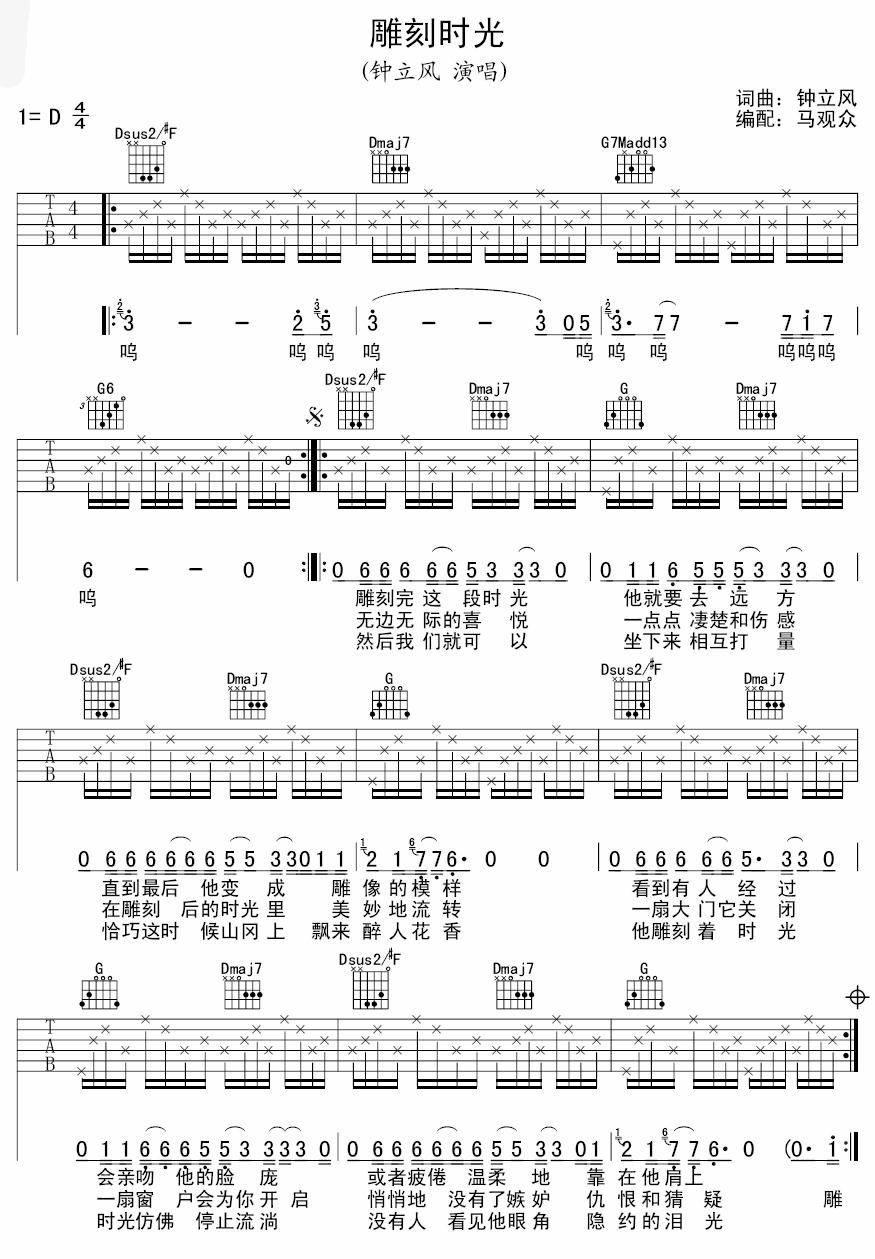 雕刻时光
(钟立风 演唱)
词曲：钟立风
1= D 4/4
编配：马观众
Dsus2/#F Dmaj7 G7Madd13
T A B 4 4
3 - - 2 5 3 - - 3 0 5 3· 7 7 - 7 1 7
呜 呜 呜 呜 呜 呜 呜 呜呜呜
G6 Dsus2/#F Dmaj7 G Dmaj7
T A B 0
6 - - 0 0 6 6 6 6 6 5 3 3 3 0 0 1 1 6 5 5 5 3 3 0
呜 雕刻完 这 段时 光 他就要 去 远 方
无边无 际的喜 悦 一点点 凄楚和伤 感
然后我 们就可 以 坐下来 相互打 量
Dsus2/#F Dmaj7 G Dsus2/#F Dmaj7
T A B
0 6 6 6 6 6 6 5 5 3 3 0 1 1 2 1 7 7 6· 0 0 0 6 6 6 6 6 5· 3 3 0
直到最后 他变 成 雕 像的模样 看到有 人 经 过
在雕刻 后的时光 里 美 妙地流转 一扇大 门它关 闭
恰巧这时 候山冈 上 飘来 醉人花 香 他雕刻 着 时 光
G Dmaj7 Dsus2/#F Dmaj7 G
T A B
0 1 1 6 6 6 5 5 3 3 3 0 0 6 6 6 6 6 5 5 3 3 0 1 2 1 7 7 6· 0 (0· 1
会亲吻 他的脸 庞 或者疲倦 温柔 地 靠 在他肩上
一扇窗 户会为你 开 启 悄悄地 没有了嫉 妒 仇 恨和猜 疑 雕
时光仿佛 停止流 淌 没有人 看见他眼 角 隐 约的泪 光